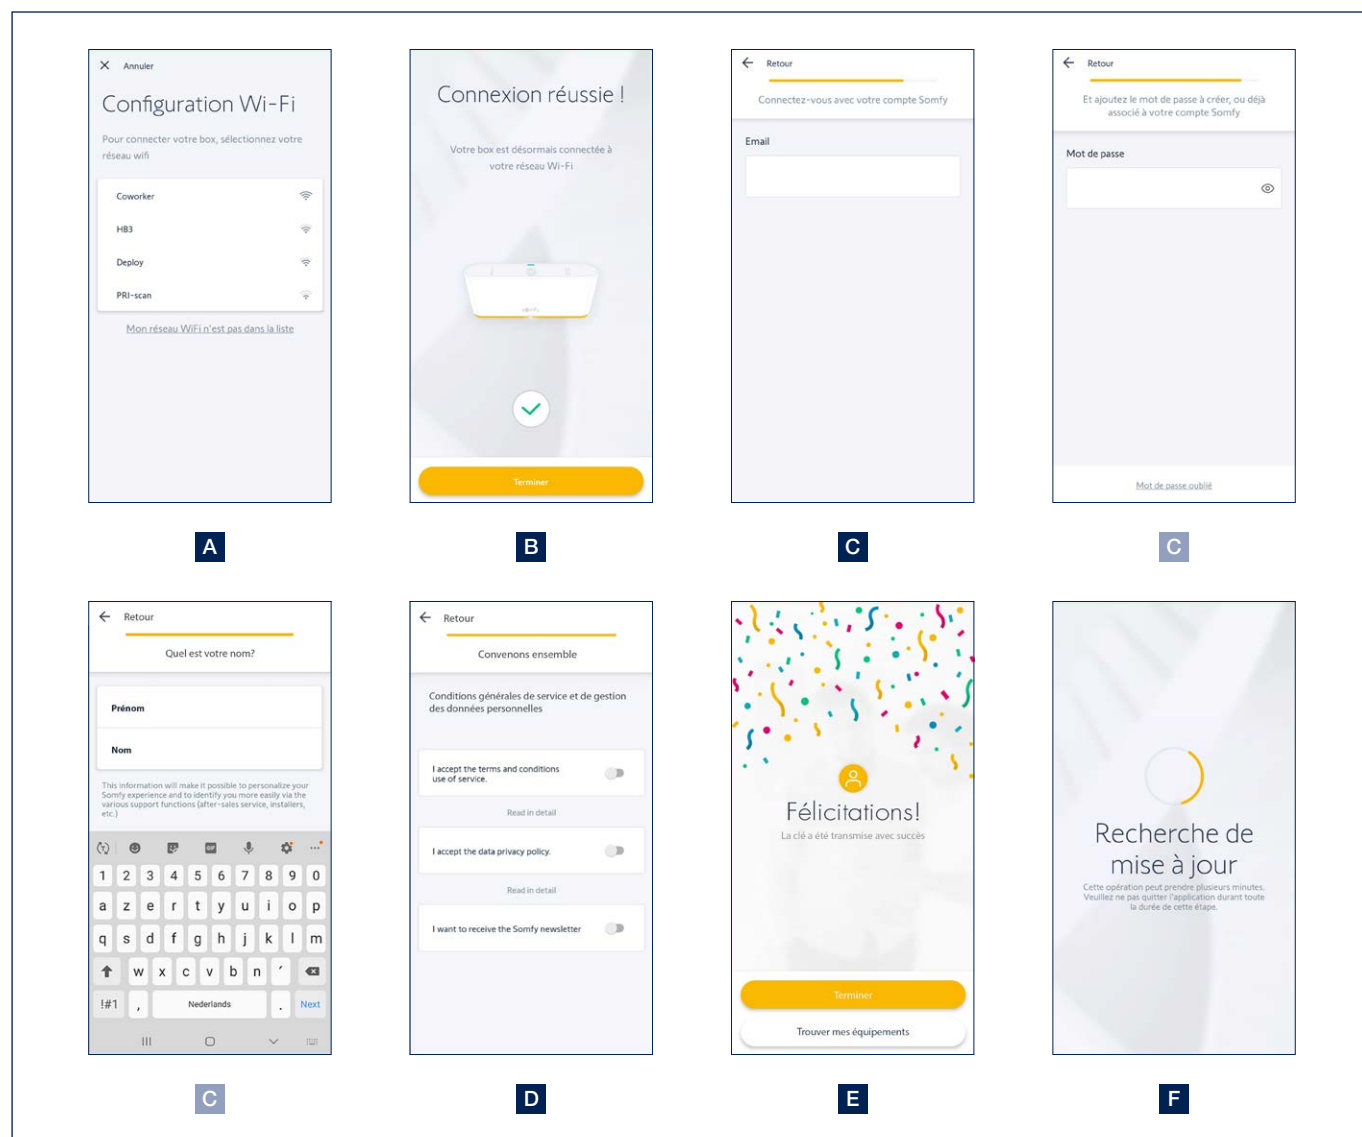 Annuler
Configuration Wi-Fi
Pour connecter votre box, sélectionnez votre
réseau wifi
Coworker
HB3
Deploy
PRI-scan
Mon réseau WiFi n'est pas dans la liste
A
Connexion réussie !
Votre box est désormais connectée à
votre réseau Wi-Fi
somfy
Terminer
B
Retour
Connectez-vous avec votre compte Somfy
Email
C
Retour
Et ajoutez le mot de passe à créer, ou déjà
associé à votre compte Somfy
Mot de passe
Mot de passe oublié
C
Retour
Quel est votre nom?
Prénom
Nom
This information will make it possible to personalize your
Somfy experience and to identify you more easily via the
various support functions (after-sales service, installers,
etc.)
GIF
1 2 3 4 5 6 7 8 9 0
a z e r t y u i o p
q s d f g h j k l m
w x c v b n ´
!#1 , Nederlands . Next
C
Retour
Convenons ensemble
Conditions générales de service et de gestion
des données personnelles
I accept the terms and conditions
use of service.
Read in detail
I accept the data privacy policy.
Read in detail
I want to receive the Somfy newsletter
D
Félicitations!
La clé a été transmise avec succès
Terminer
Trouver mes équipements
E
Recherche de
mise à jour
Cette opération peut prendre plusieurs minutes.
Veuillez ne pas quitter l'application durant toute
la durée de cette étape.
F